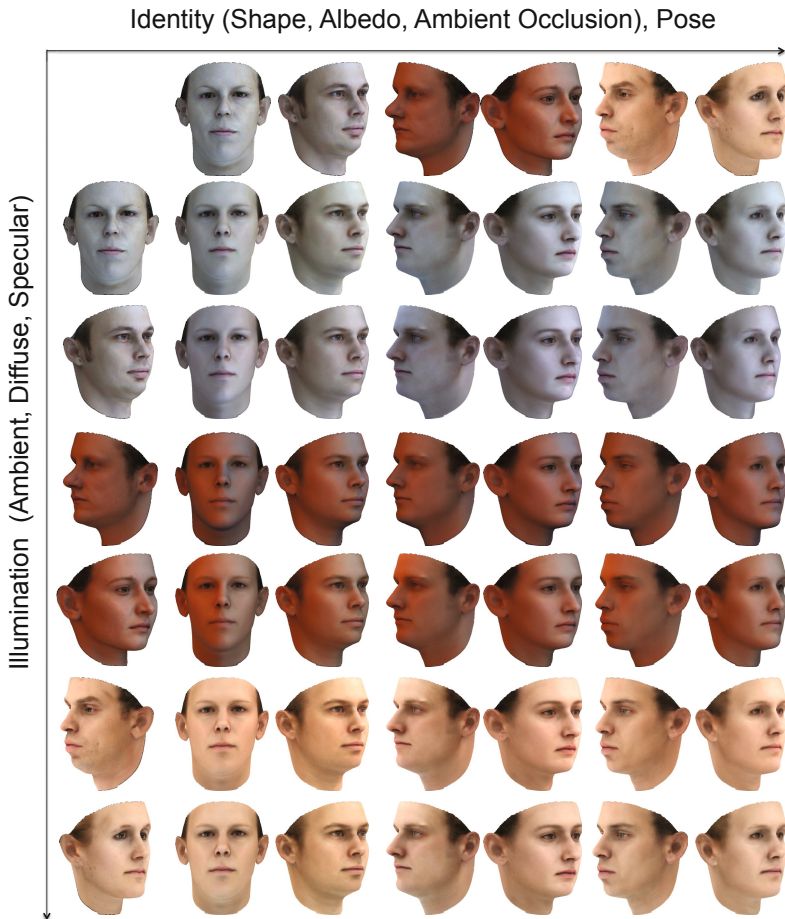 Identity (Shape, Albedo, Ambient Occlusion), Pose
Illumination  (Ambient, Diffuse, Specular)